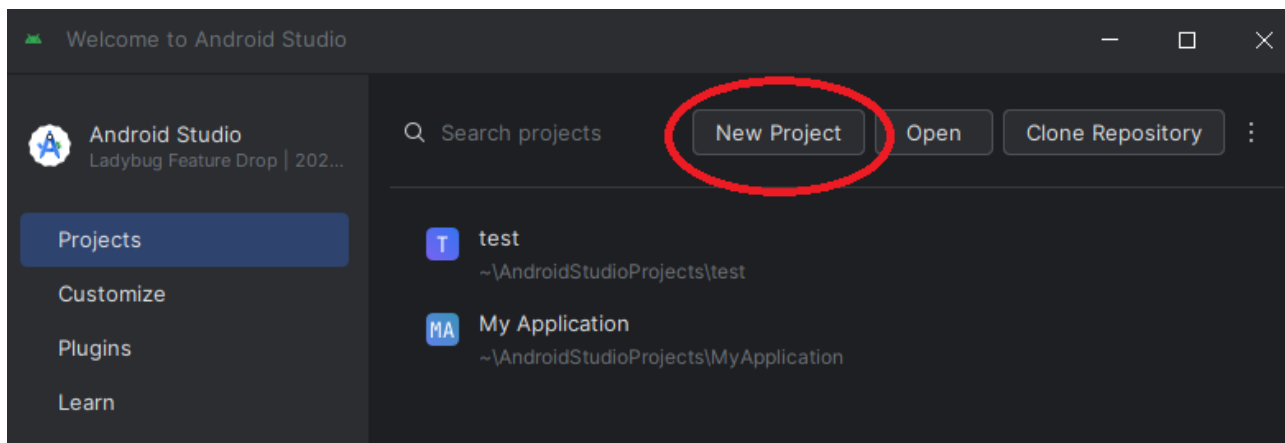 Welcome to Android Studio
Android Studio
Ladybug Feature Drop | 202...
Projects
Customize
Plugins
Learn
Search projects
New Project
Open
Clone Repository
T
test
~\AndroidStudioProjects\test
MA
My Application
~\AndroidStudioProjects\MyApplication